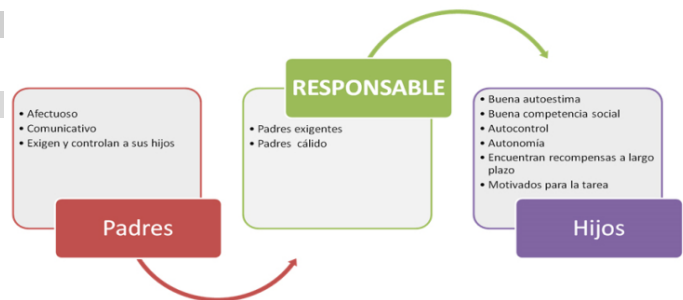 • Afectuoso
• Comunicativo
• Exigen y controlan a sus hijos
Padres
RESPONSABLE
• Padres exigentes
• Padres cálido
• Buena autoestima
• Buena competencia social
• Autocontrol
• Autonomía
• Encuentran recompensas a largo
plazo
• Motivados para la tarea
Hijos